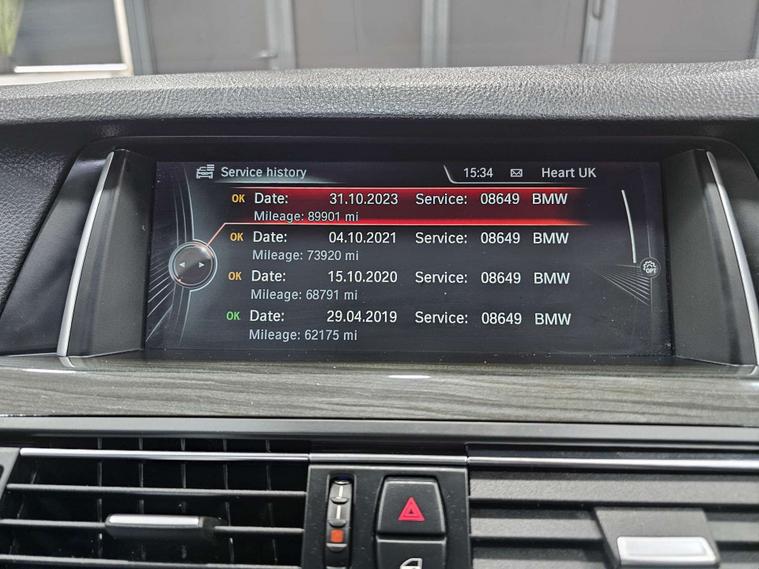 Service history 15:34 Heart UK
OK Date: 31.10.2023 Service: 08649 BMW
Mileage: 89901 mi
OK Date: 04.10.2021 Service: 08649 BMW
Mileage: 73920 mi
OK Date: 15.10.2020 Service: 08649 BMW
Mileage: 68791 mi
OK Date: 29.04.2019 Service: 08649 BMW
Mileage: 62175 mi
OPT